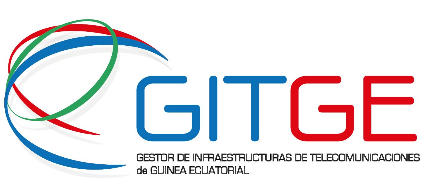 GITGE
GESTOR DE INFRAESTRUCTURAS DE TELECOMUNICACIONES
de GUINEA ECUATORIAL